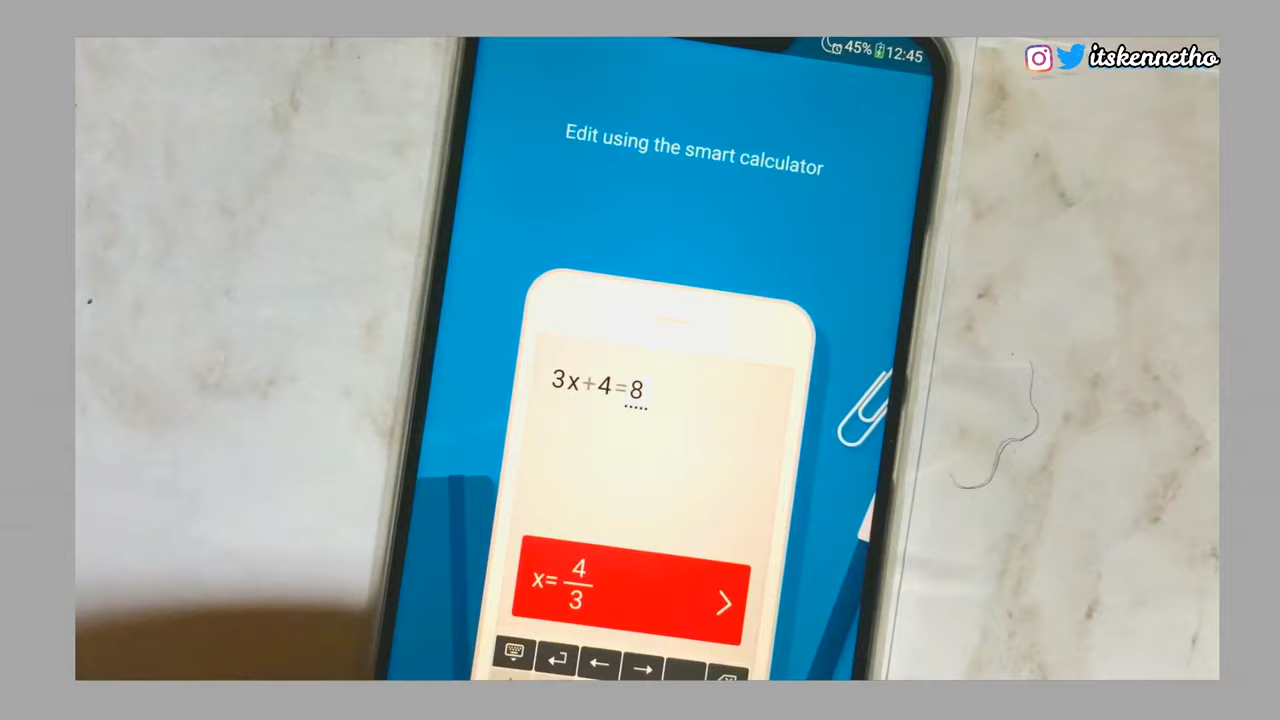 itskennetho
45% 12:45
Edit using the smart calculator
3x+4=8
x=4/3